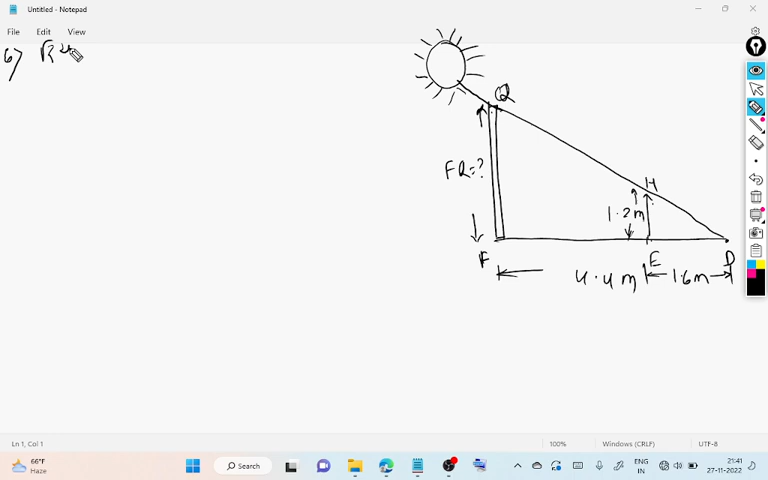 Untitled - Notepad
File Edit View
6)
Q
FQ=?
H
1.2m
F
E
D
4.4m
1.6m
Ln 1, Col 1
100%
Windows (CRLF)
UTF-8
66°F
Haze
Search
ENG
IN
21:41
27-11-2022